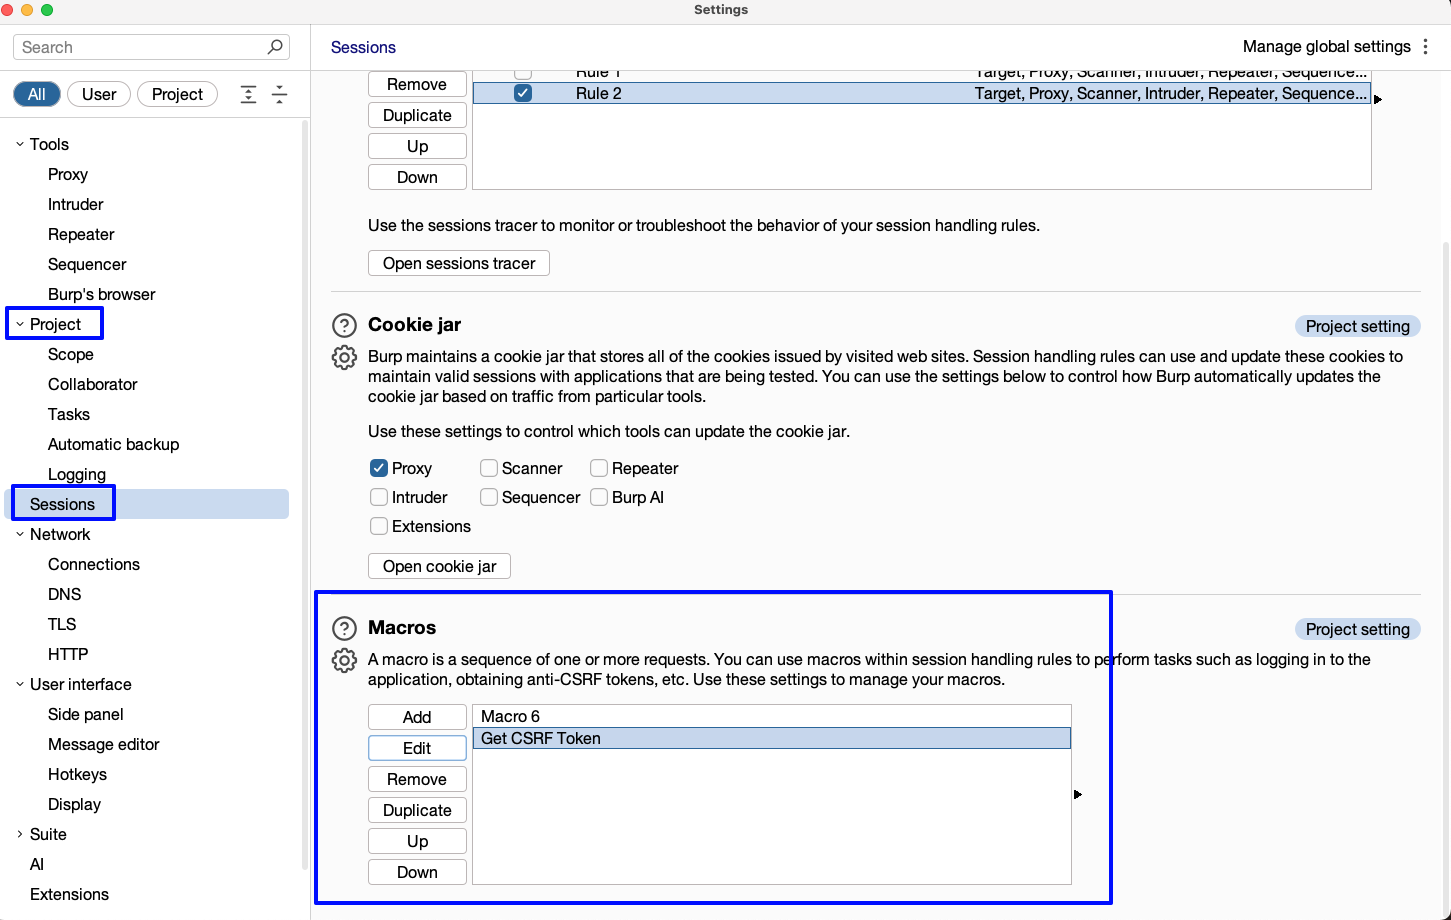 Settings
Search
All
User
Project
Tools
Proxy
Intruder
Repeater
Sequencer
Burp's browser
Project
Scope
Collaborator
Tasks
Automatic backup
Logging
Sessions
Network
Connections
DNS
TLS
HTTP
User interface
Side panel
Message editor
Hotkeys
Display
Suite
AI
Extensions
Sessions
Manage global settings
Remove
Duplicate
Up
Down
Rule 1 Target, Proxy, Scanner, Intruder, Repeater, Sequence...
Rule 2 Target, Proxy, Scanner, Intruder, Repeater, Sequence...
Use the sessions tracer to monitor or troubleshoot the behavior of your session handling rules.
Open sessions tracer
Cookie jar
Project setting
Burp maintains a cookie jar that stores all of the cookies issued by visited web sites. Session handling rules can use and update these cookies to
maintain valid sessions with applications that are being tested. You can use the settings below to control how Burp automatically updates the
cookie jar based on traffic from particular tools.
Use these settings to control which tools can update the cookie jar.
Proxy Scanner Repeater
Intruder Sequencer Burp AI
Extensions
Open cookie jar
Macros
Project setting
A macro is a sequence of one or more requests. You can use macros within session handling rules to perform tasks such as logging in to the
application, obtaining anti-CSRF tokens, etc. Use these settings to manage your macros.
Add
Edit
Remove
Duplicate
Up
Down
Macro 6
Get CSRF Token